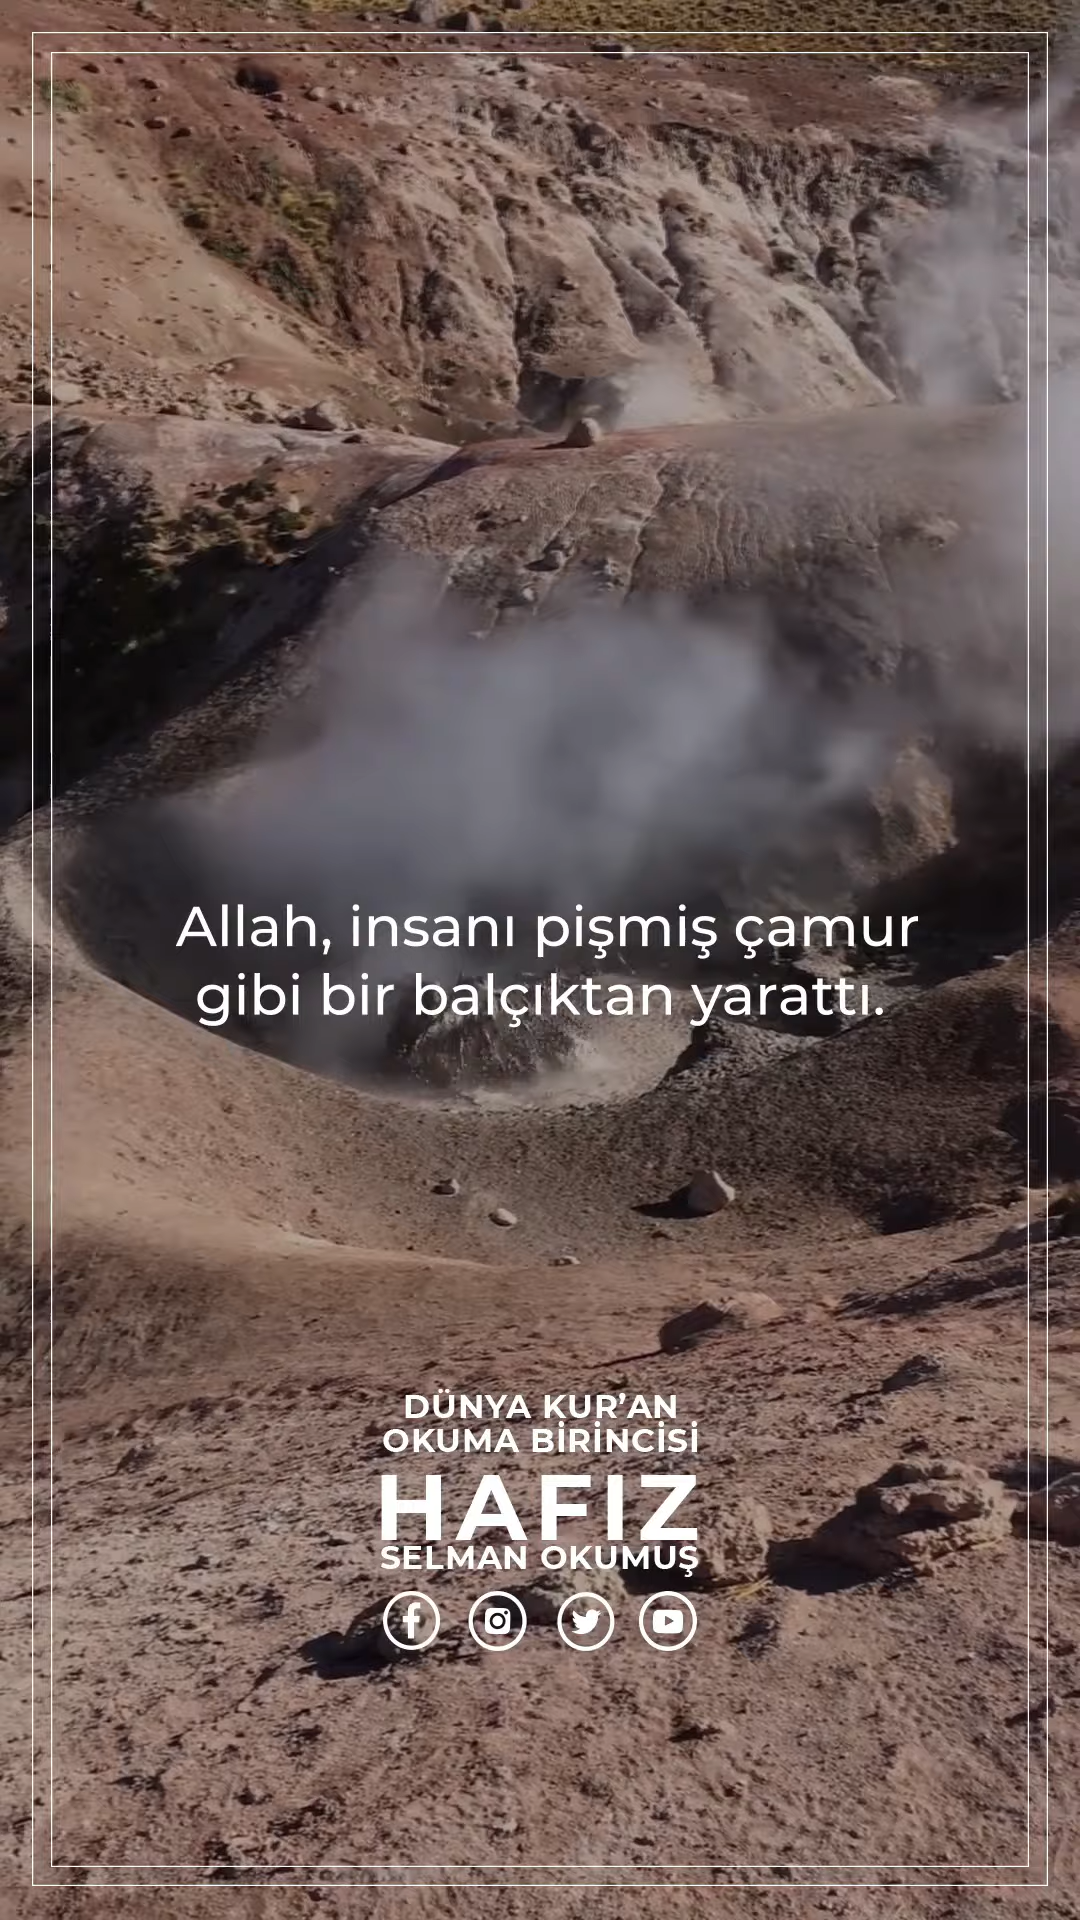 Allah, insanı pişmiş çamur
gibi bir balçıktan yarattı.
DÜNYA KUR’AN
OKUMA BİRİNCİSİ
HAFIZ
SELMAN OKUMUŞ